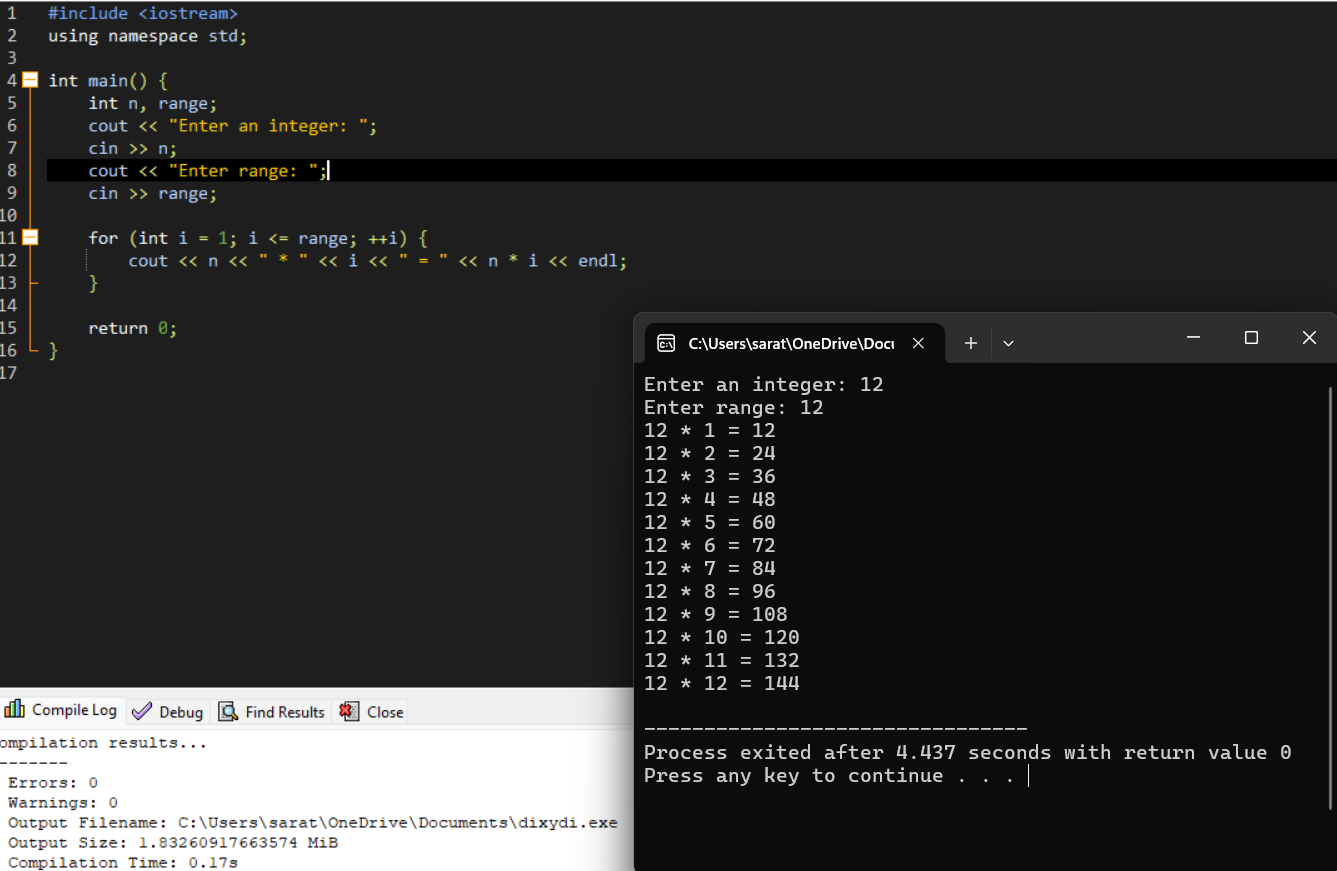 1 #include <iostream>
2 using namespace std;
3
4 int main() {
5     int n, range;
6     cout << "Enter an integer: ";
7     cin >> n;
8     cout << "Enter range: ";
9     cin >> range;
10
11     for (int i = 1; i <= range; ++i) {
12         cout << n << " * " << i << " = " << n * i << endl;
13     }
14
15     return 0;
16 }
17
C:\Users\sarat\OneDrive\Docu
Enter an integer: 12
Enter range: 12
12 * 1 = 12
12 * 2 = 24
12 * 3 = 36
12 * 4 = 48
12 * 5 = 60
12 * 6 = 72
12 * 7 = 84
12 * 8 = 96
12 * 9 = 108
12 * 10 = 120
12 * 11 = 132
12 * 12 = 144
--------------------------------
Process exited after 4.437 seconds with return value 0
Press any key to continue . . .
Compile Log Debug Find Results Close
ompilation results...
-------
Errors: 0
Warnings: 0
Output Filename: C:\Users\sarat\OneDrive\Documents\dixydi.exe
Output Size: 1.83260917663574 MiB
Compilation Time: 0.17s